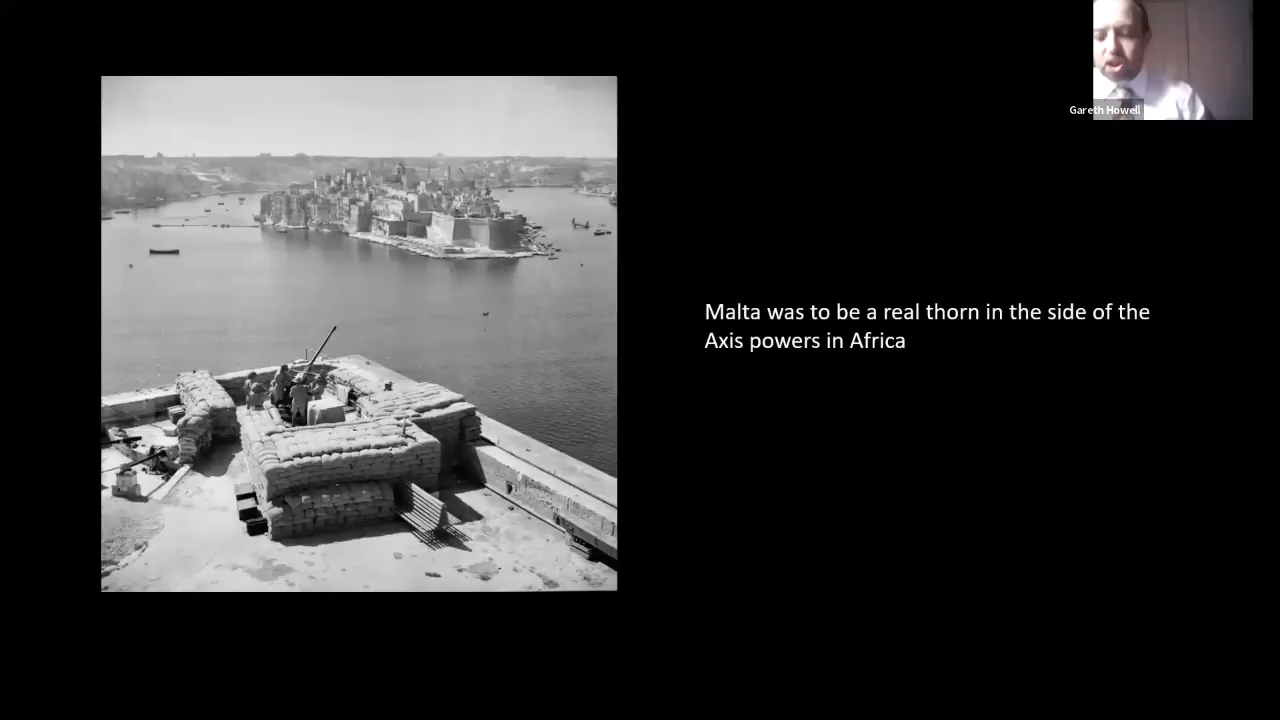 Gareth Howell
Malta was to be a real thorn in the side of the
Axis powers in Africa